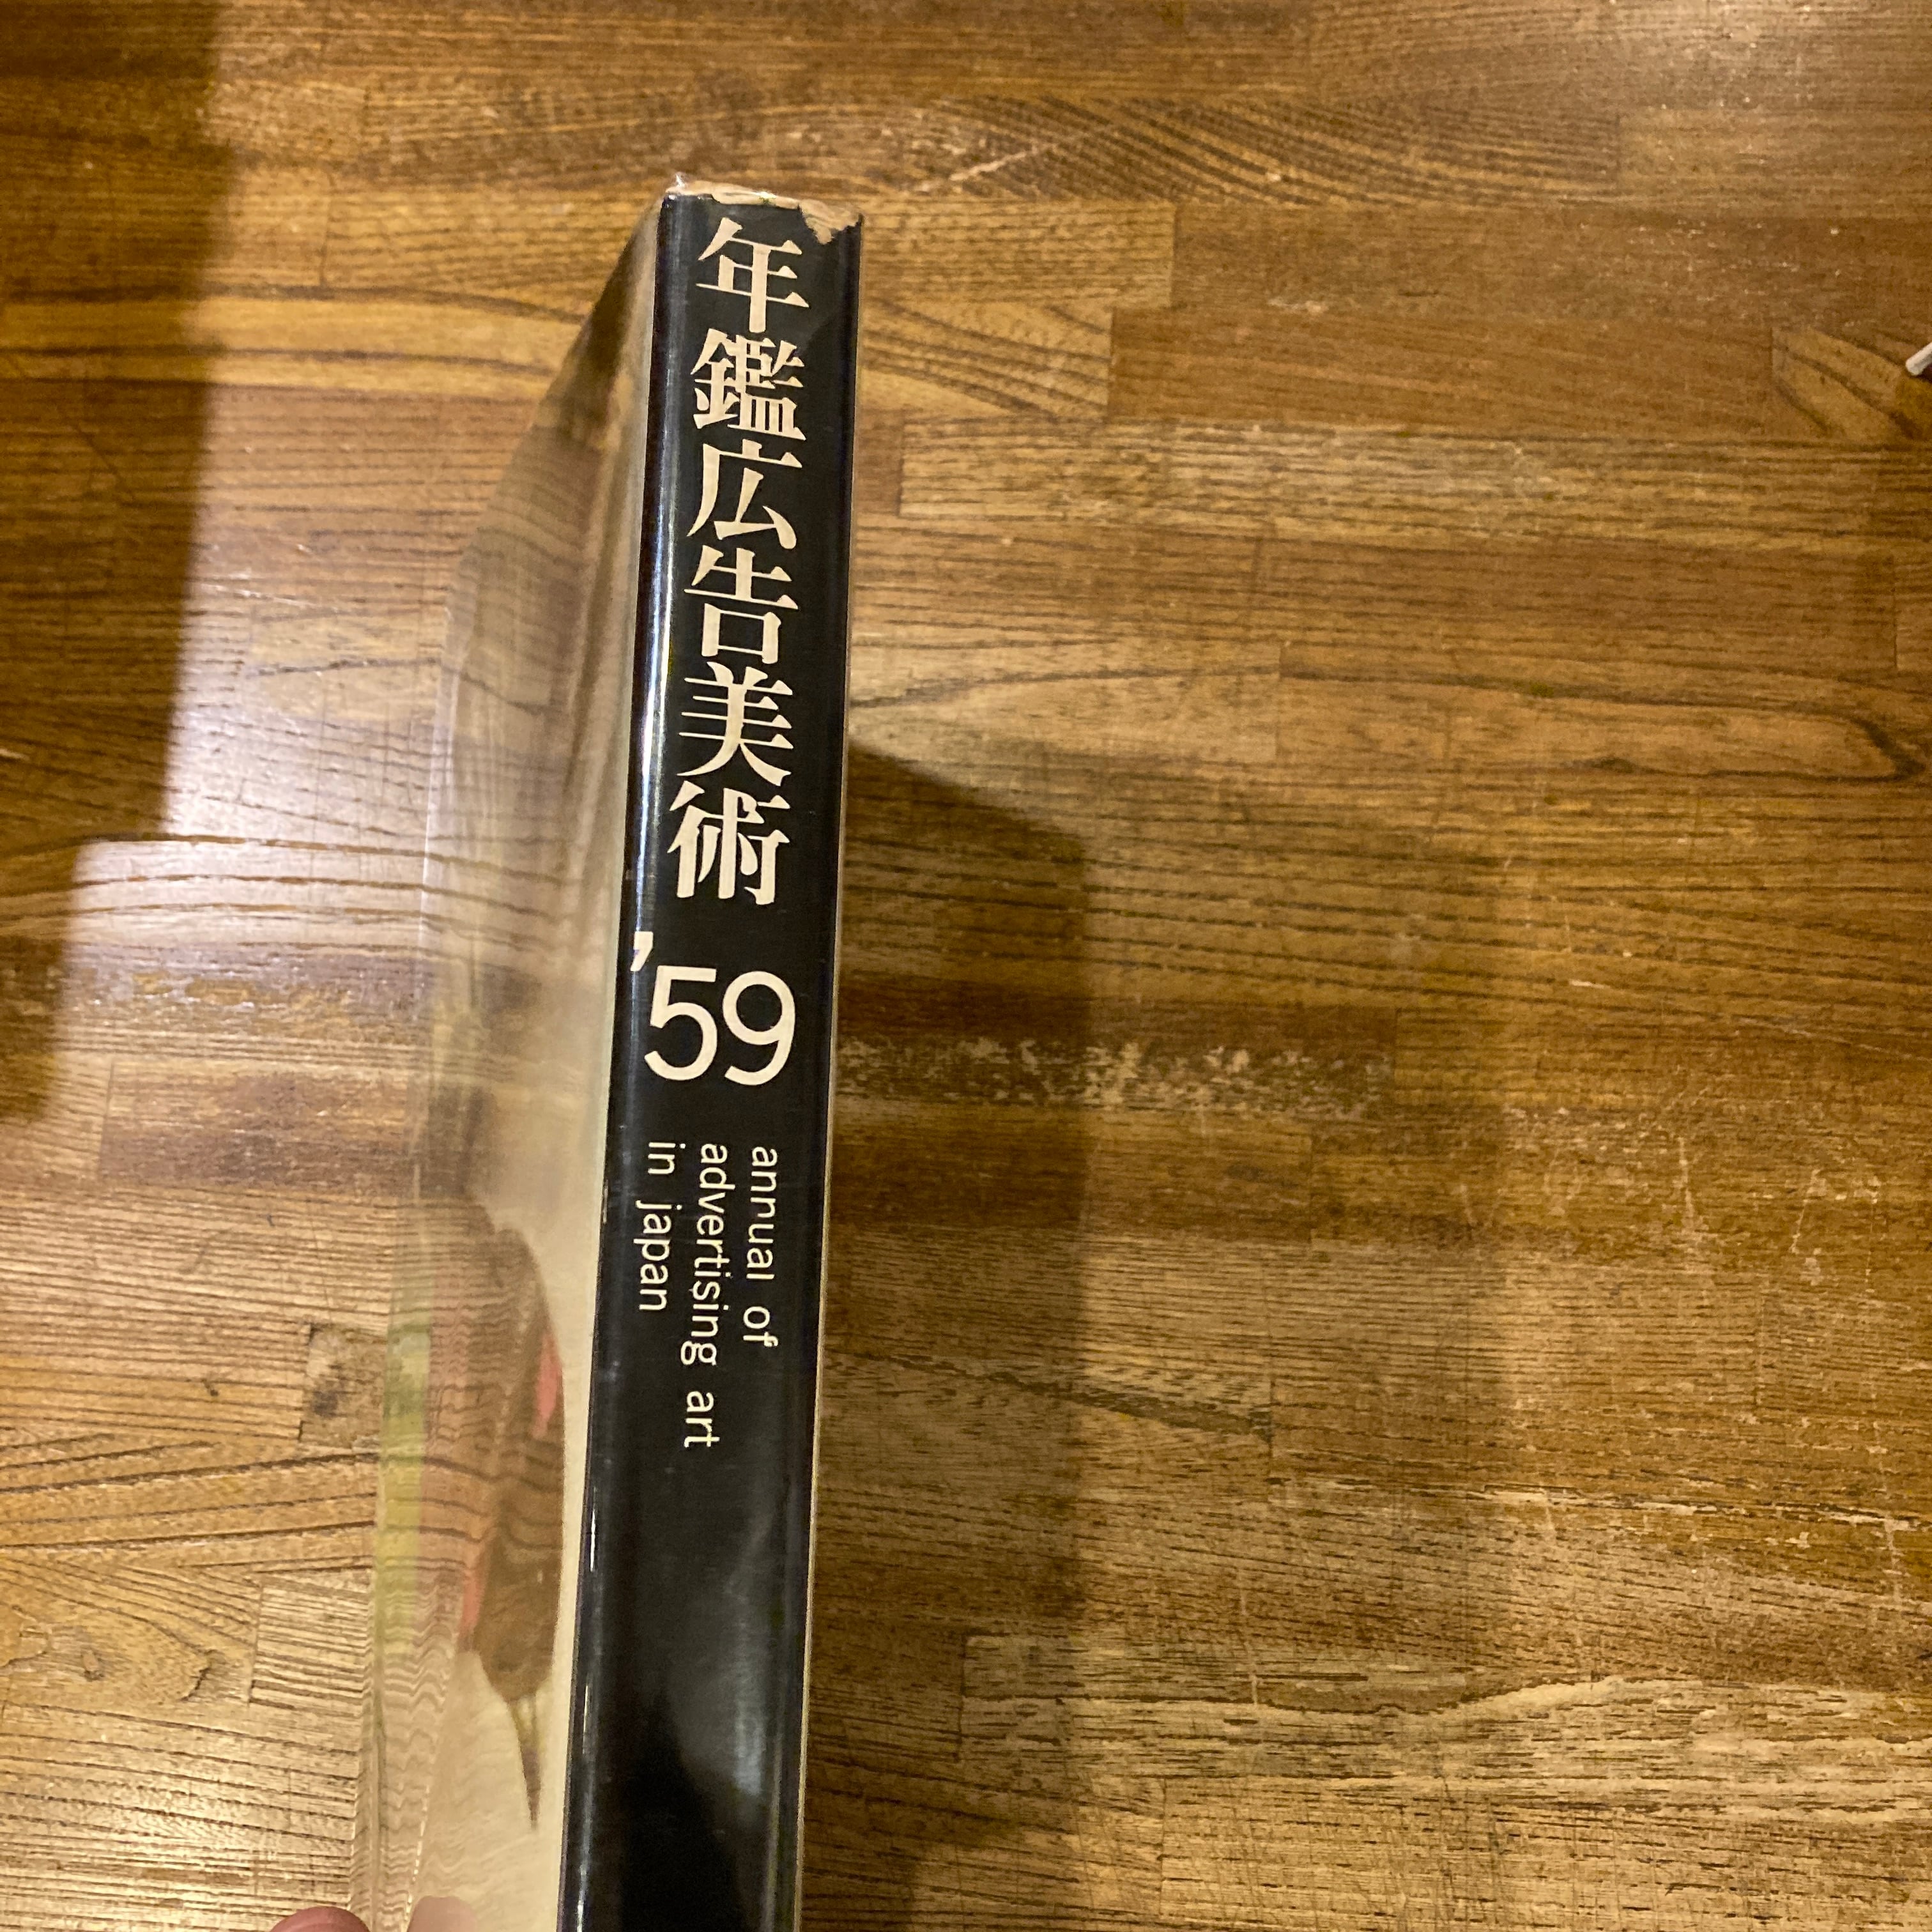 年鑑広告美術
'59
annual of
advertising art
in japan